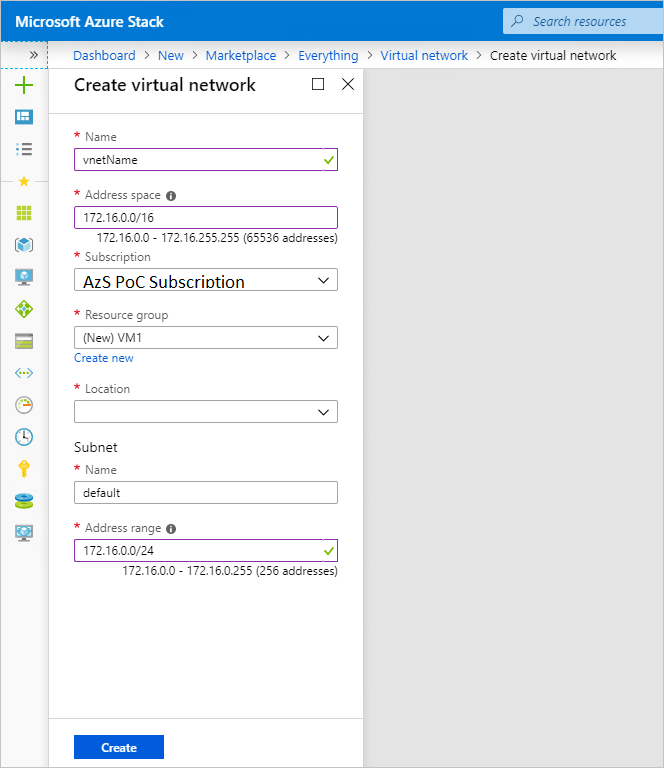 Microsoft Azure Stack
Search resources
» Dashboard > New > Marketplace > Everything > Virtual network > Create virtual network
Create virtual network
* Name
vnetName
* Address space
172.16.0.0/16
172.16.0.0 - 172.16.255.255 (65536 addresses)
* Subscription
AzS PoC Subscription
* Resource group
(New) VM1
Create new
* Location
Subnet
* Name
default
* Address range
172.16.0.0/24
172.16.0.0 - 172.16.0.255 (256 addresses)
Create